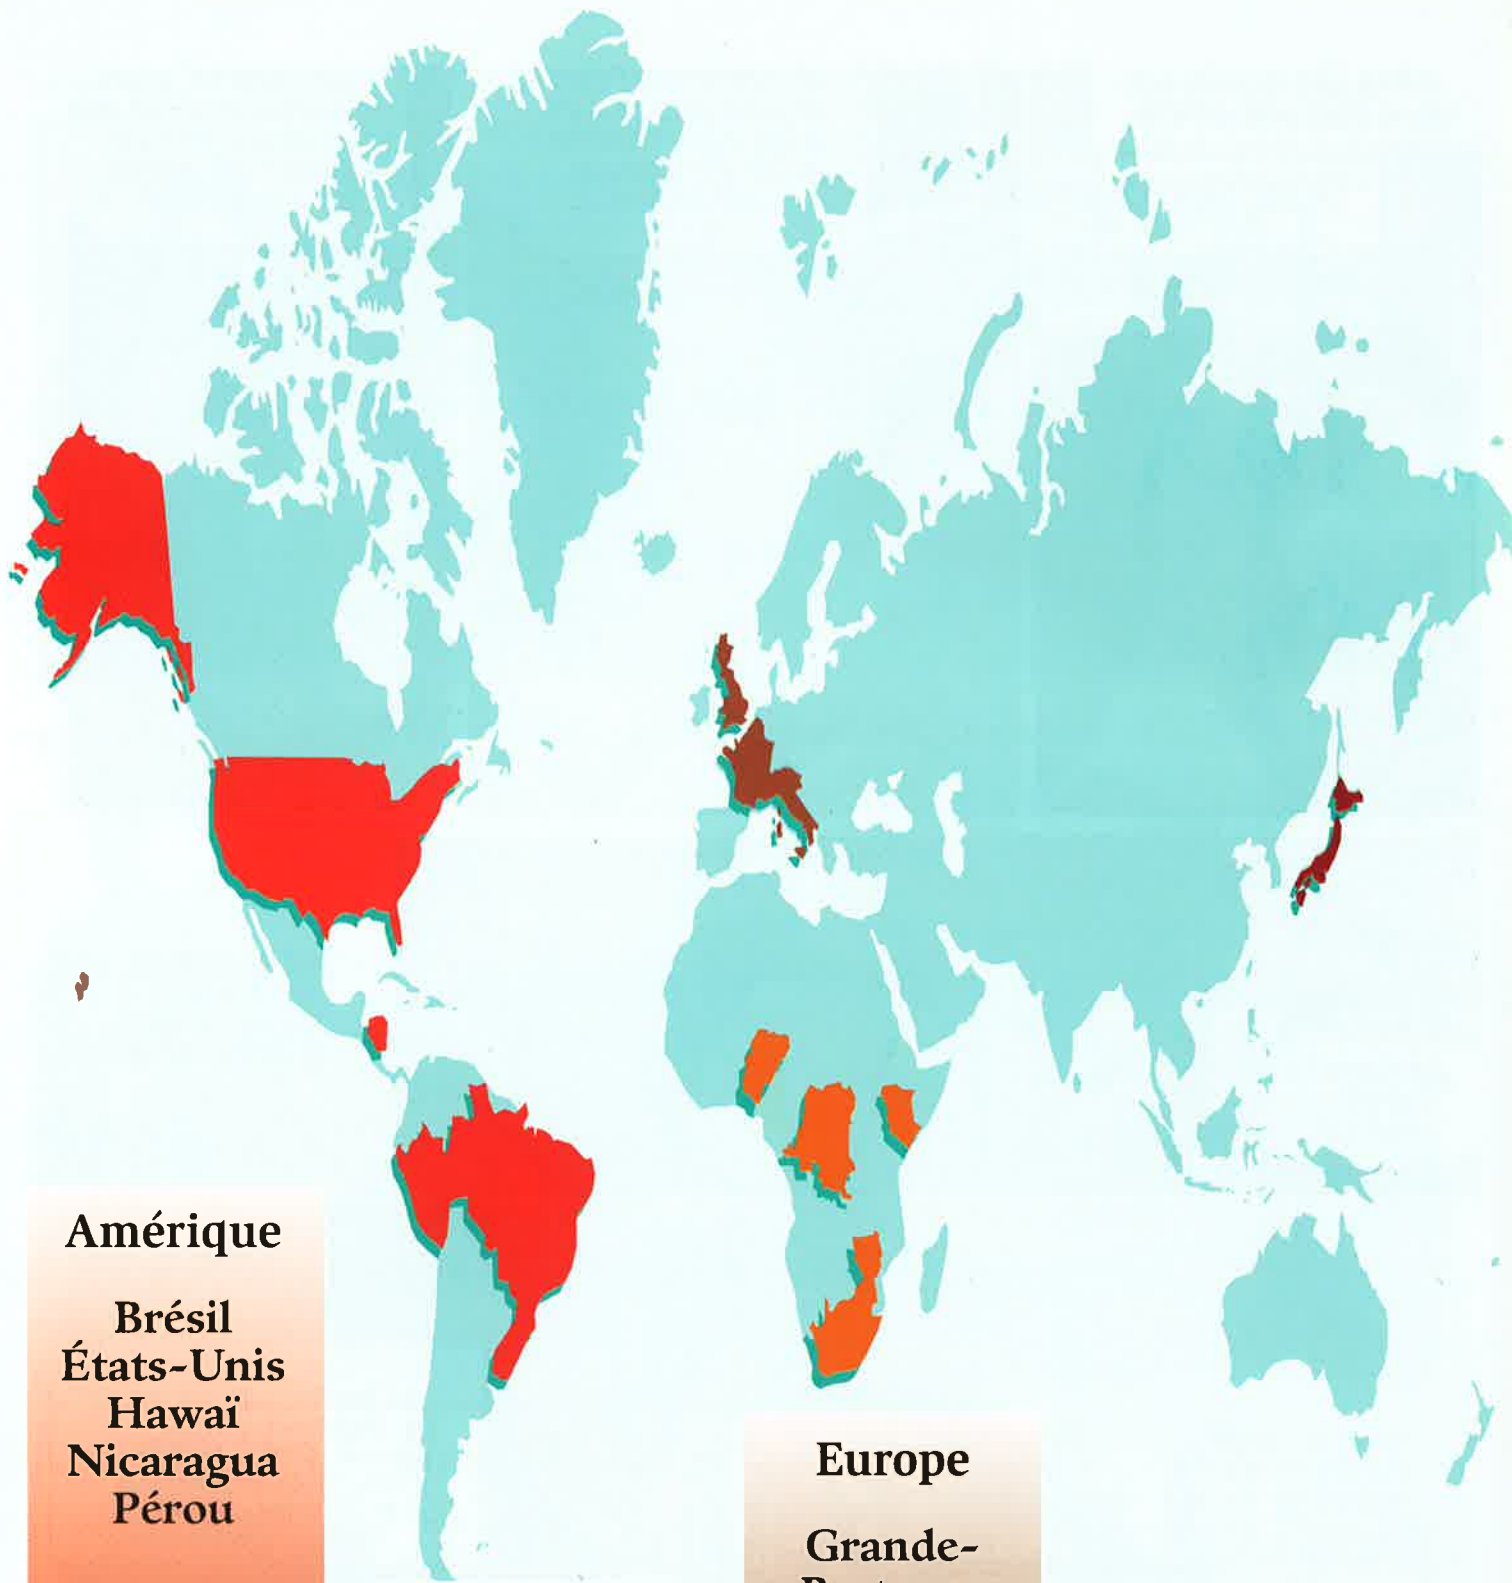 Amérique
Brésil
États-Unis
Hawaï
Nicaragua
Pérou
Europe
Grande-